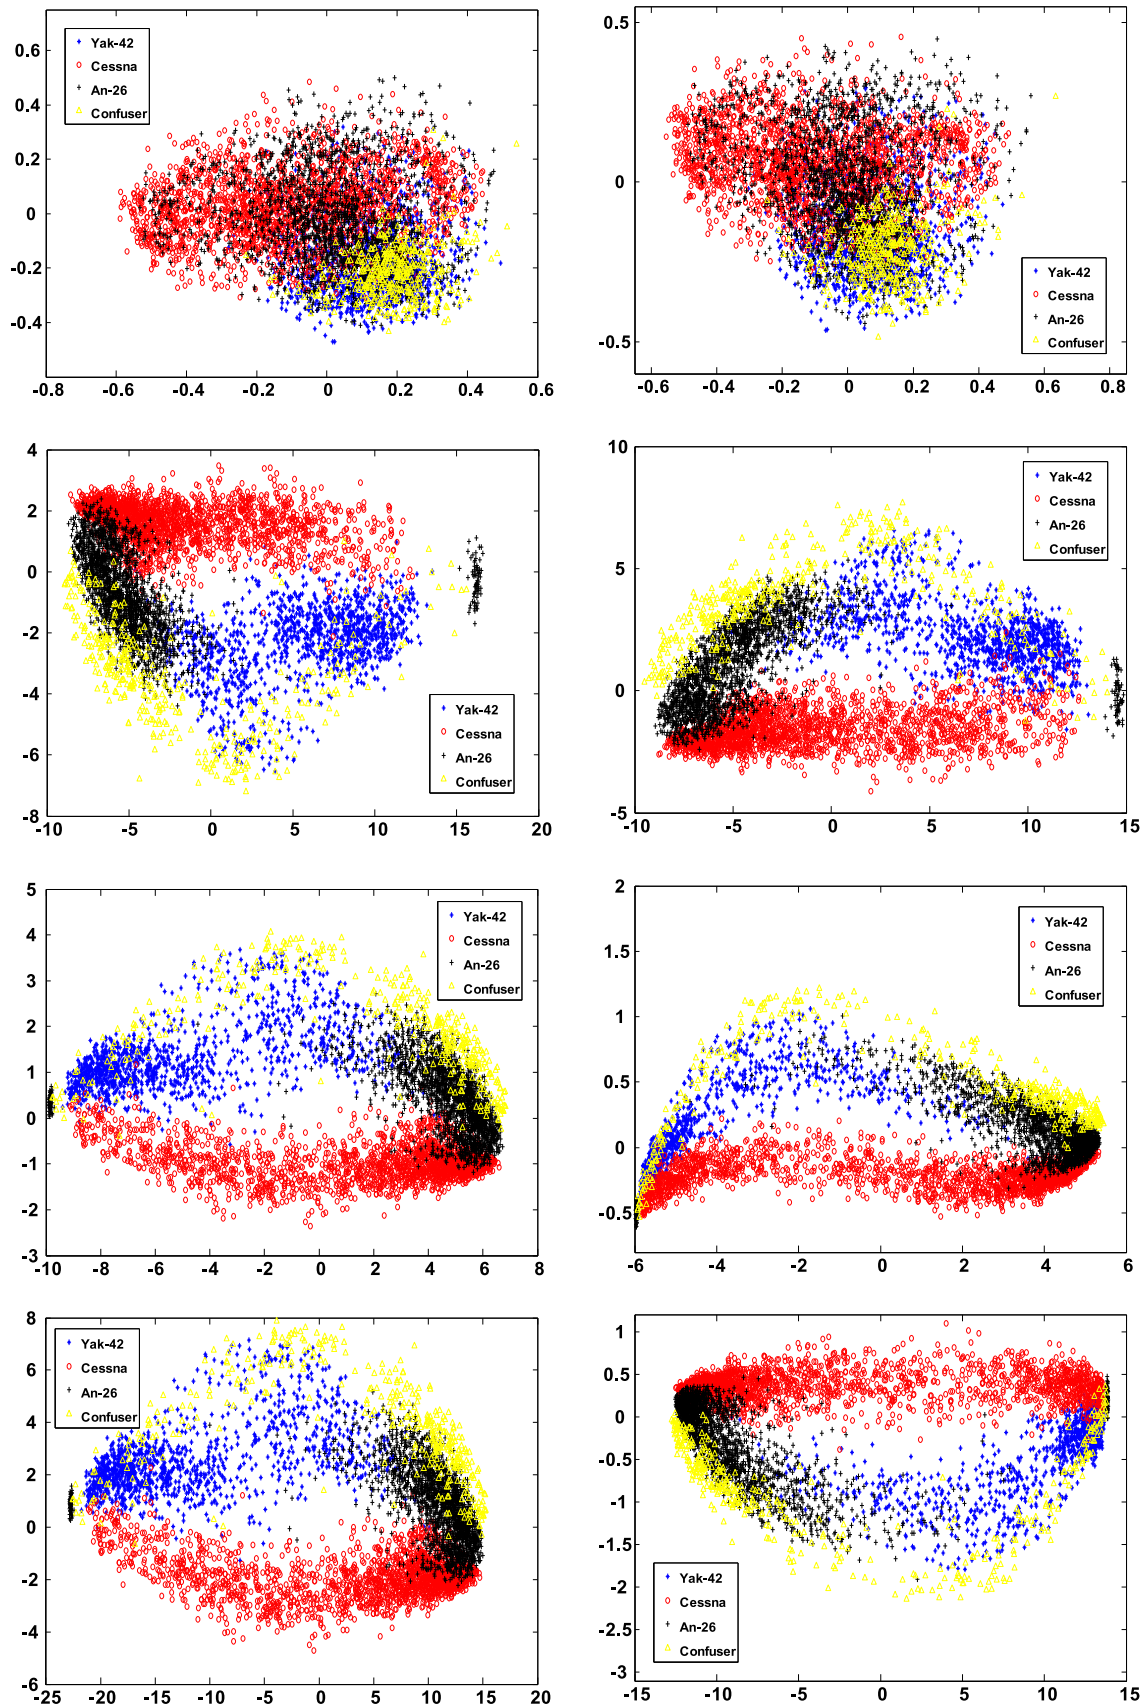 0.6
0.4
0.2
0
-0.2
-0.4
-0.8 -0.6 -0.4 -0.2 0 0.2 0.4 0.6
Yak-42
Cessna
An-26
Confuser
0.5
0
-0.5
-0.6 -0.4 -0.2 0 0.2 0.4 0.6 0.8
Yak-42
Cessna
An-26
Confuser
4
2
0
-2
-4
-6
-8
-10 -5 0 5 10 15 20
Yak-42
Cessna
An-26
Confuser
10
5
0
-5
-10 -5 0 5 10 15
Yak-42
Cessna
An-26
Confuser
5
4
3
2
1
0
-1
-2
-3
-10 -8 -6 -4 -2 0 2 4 6 8
Yak-42
Cessna
An-26
Confuser
2
1.5
1
0.5
0
-0.5
-6 -4 -2 0 2 4 6
Yak-42
Cessna
An-26
Confuser
8
6
4
2
0
-2
-4
-6
-25 -20 -15 -10 -5 0 5 10 15 20
Yak-42
Cessna
An-26
Confuser
1
0.5
0
-0.5
-1
-1.5
-2
-2.5
-3
-15 -10 -5 0 5 10 15
Yak-42
Cessna
An-26
Confuser